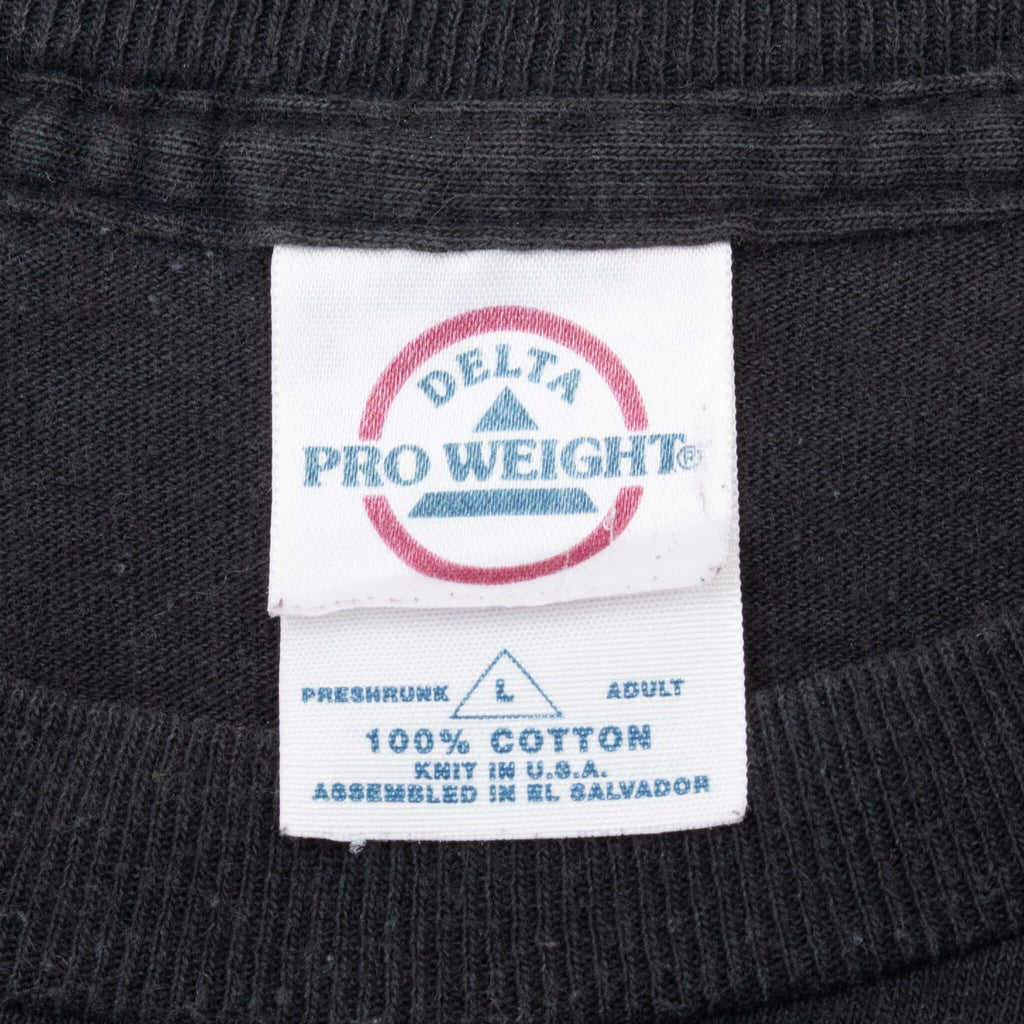 DELTA
PRO WEIGHT®
PRESHRUNK L ADULT
100% COTTON
KNIT IN U.S.A.
ASSEMBLED IN EL SALVADOR